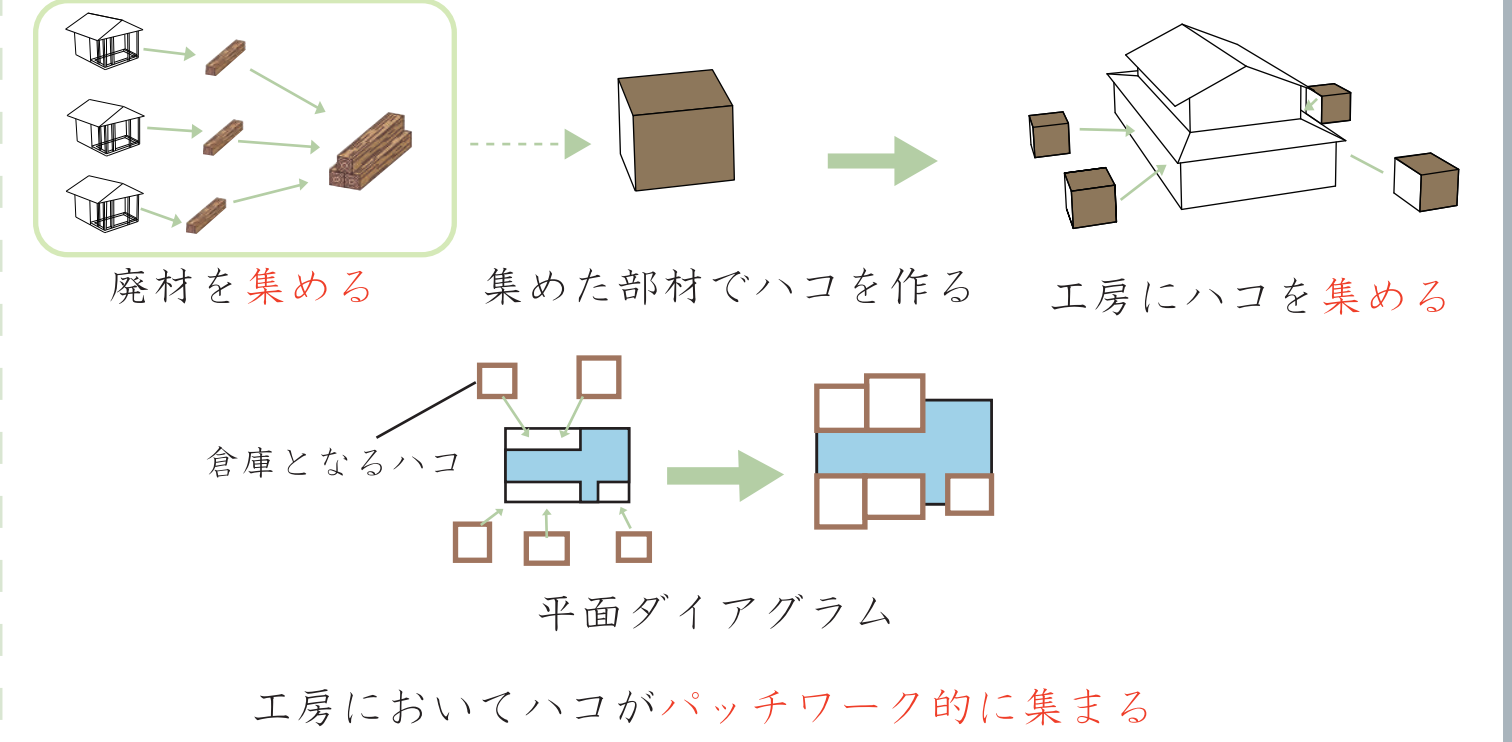 廃材を集める
集めた部材でハコを作る
工房にハコを集める
倉庫となるハコ
平面ダイアグラム
工房においてハコがパッチワーク的に集まる